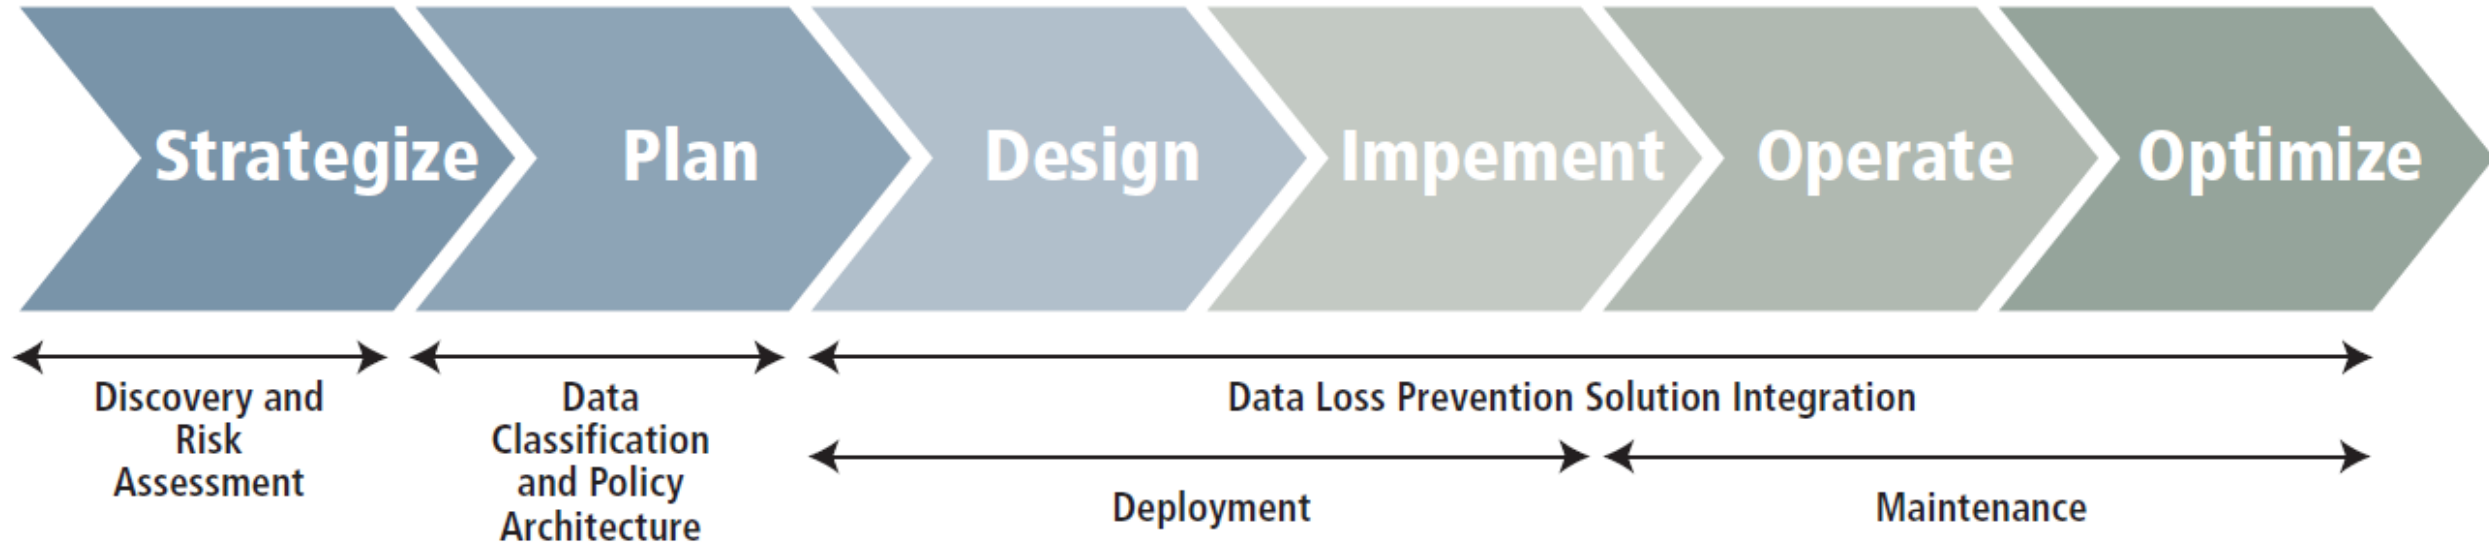 Strategize
Plan
Design
Impement
Operate
Optimize
Discovery and
Risk
Assessment
Data
Classification
and Policy
Architecture
Data Loss Prevention Solution Integration
Deployment
Maintenance